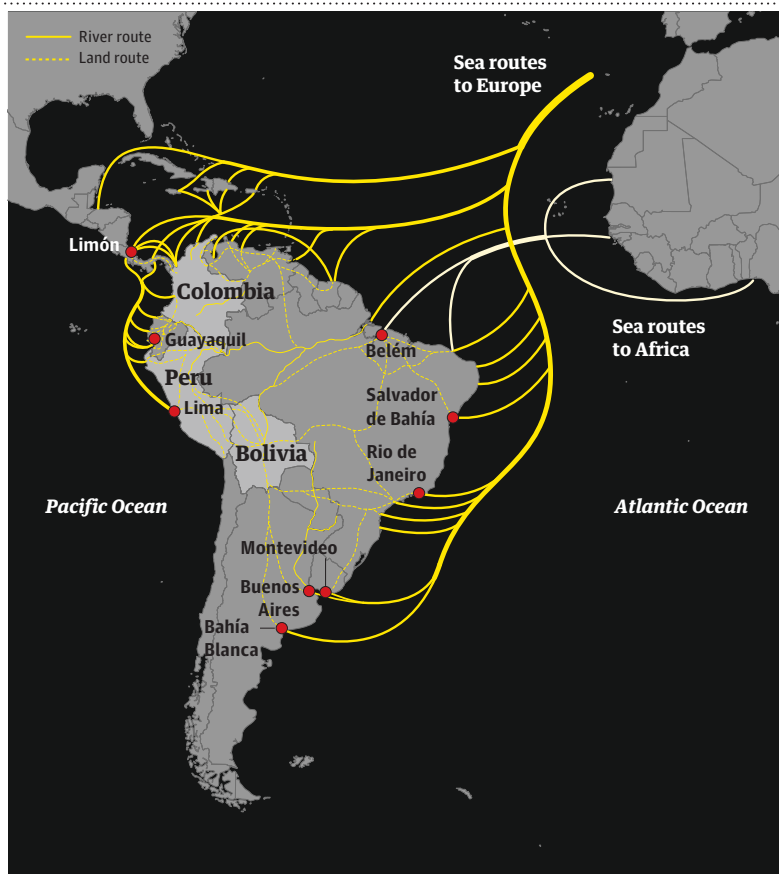 River route
Land route
Sea routes
to Europe
Limón
Colombia
Guayaquil
Belém
Sea routes
to Africa
Peru
Lima
Salvador
de Bahía
Bolivia
Rio de
Janeiro
Pacific Ocean
Atlantic Ocean
Montevideo
Buenos
Aires
Bahía
Blanca